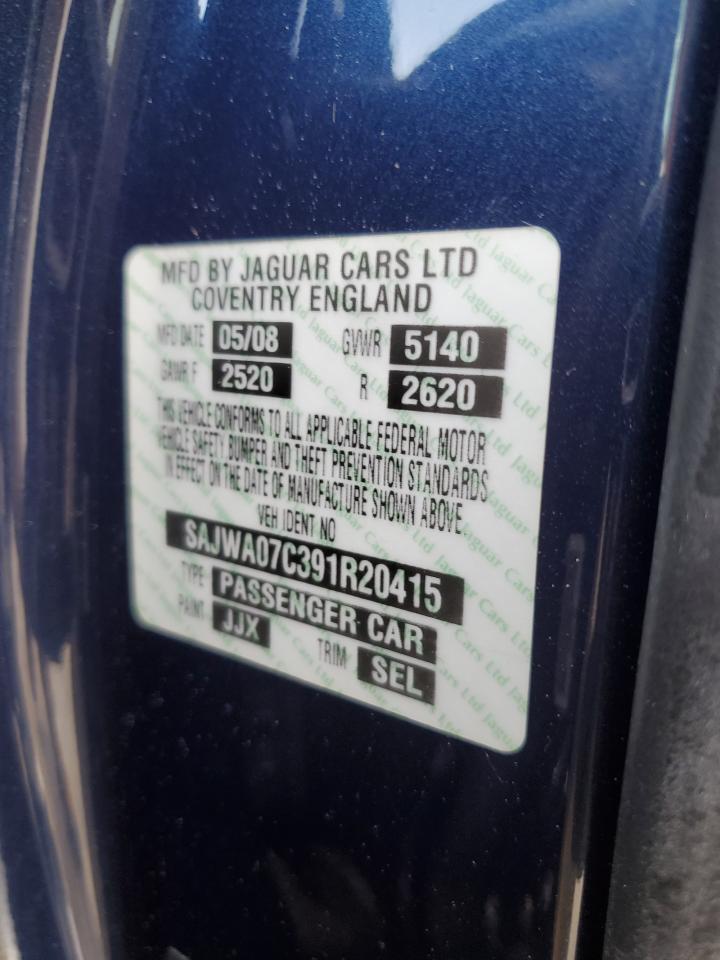 MFD BY JAGUAR CARS LTD
COVENTRY ENGLAND
MFD DATE 05/08 GVWR 5140
GAWR F 2520 R 2620
THIS VEHICLE CONFORMS TO ALL APPLICABLE FEDERAL MOTOR
VEHICLE SAFETY BUMPER AND THEFT PREVENTION STANDARDS
IN EFFECT ON THE DATE OF MANUFACTURE SHOWN ABOVE
VEH IDENT NO
SAJWA07C391R20415
TYPE PASSENGER CAR
PAINT JJX TRIM SEL